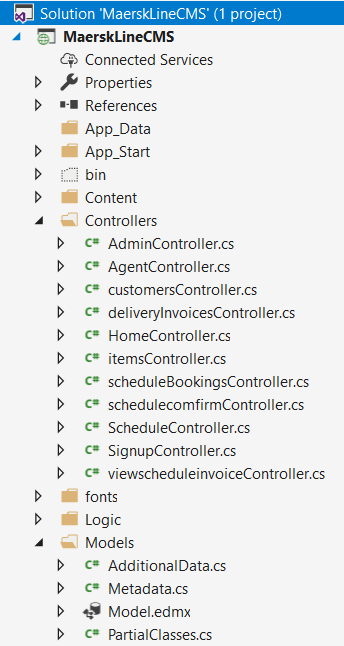 Solution 'MaerskLineCMS' (1 project)
MaerskLineCMS
Connected Services
Properties
References
App_Data
App_Start
bin
Content
Controllers
C# AdminController.cs
C# AgentController.cs
C# customersController.cs
C# deliveryInvoicesController.cs
C# HomeController.cs
C# itemsController.cs
C# scheduleBookingsController.cs
C# schedulecomfirmController.cs
C# ScheduleController.cs
C# SignupController.cs
C# viewscheduleinvoiceController.cs
fonts
Logic
Models
C# AdditionalData.cs
C# Metadata.cs
Model.edmx
C# PartialClasses.cs